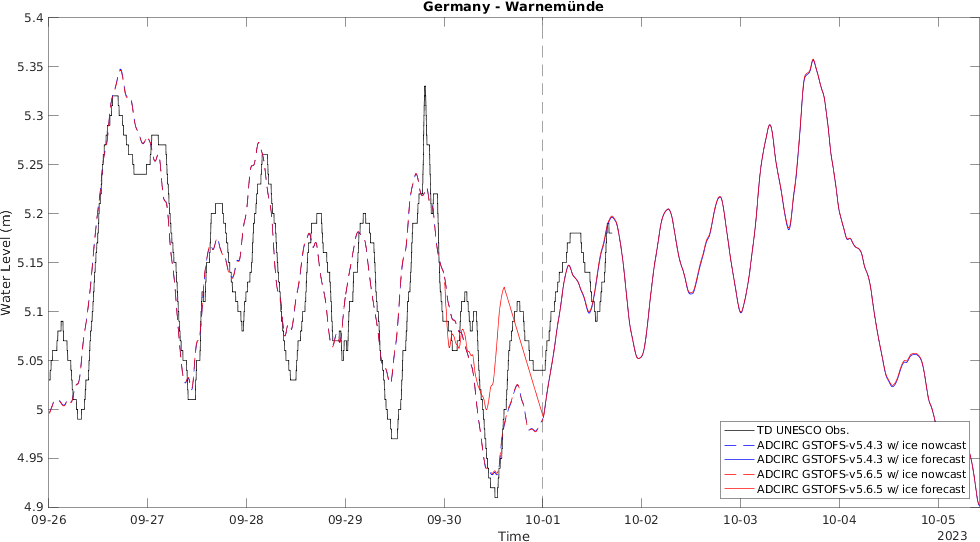 Germany - Warnemünde
5.4
5.35
5.3
5.25
5.2
5.15
5.1
5.05
5
4.95
4.9
Water Level (m)
TD UNESCO Obs.
ADCIRC GSTOFS-v5.4.3 w/ ice nowcast
ADCIRC GSTOFS-v5.4.3 w/ ice forecast
ADCIRC GSTOFS-v5.6.5 w/ ice nowcast
ADCIRC GSTOFS-v5.6.5 w/ ice forecast
09-26 09-27 09-28 09-29 09-30 10-01 10-02 10-03 10-04 10-05
Time
2023